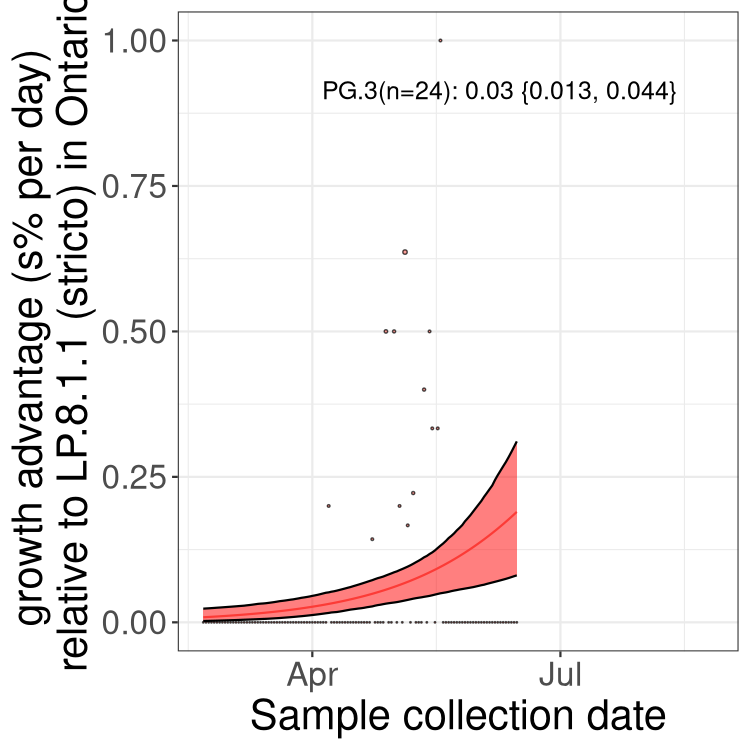 growth advantage (s% per day)
relative to LP.8.1.1 (stricto) in Ontario
1.00
0.75
0.50
0.25
0.00
PG.3(n=24): 0.03 {0.013, 0.044}
Apr
Jul
Sample collection date